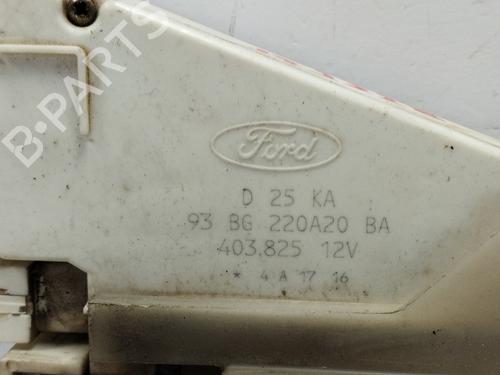 B-PARTS
Ford
D 25 KA
93 BG 220A20 BA
403.825 12V
* 4 A 17 16